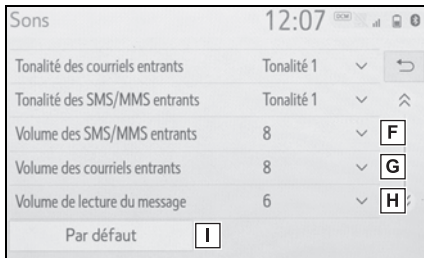 Sons 12:07 DCM
Tonalité des courriels entrants Tonalité 1
Tonalité des SMS/MMS entrants Tonalité 1
Volume des SMS/MMS entrants 8 F
Volume des courriels entrants 8 G
Volume de lecture du message 6 H
Par défaut I